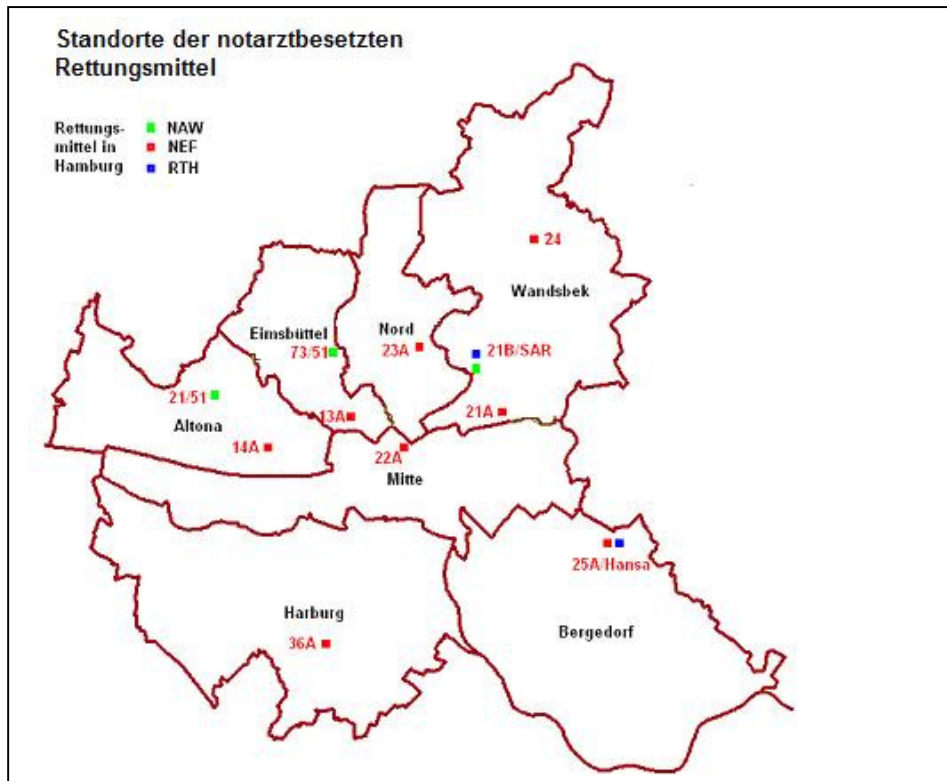 Standorte der notarztbesetzten
Rettungsmittel
Rettungs-
mittel in
Hamburg
NAW
NEF
RTH
24
Wandsbek
Eimsbüttel
Nord
73/51
23A
21B/SAR
21/51
13A
21A
Altona
14A
22A
Mitte
25A/Hansa
Harburg
Bergedorf
36A